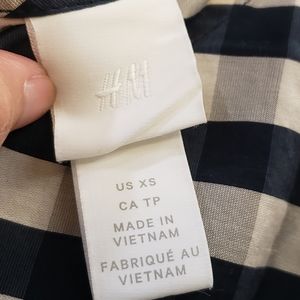 H&M
US XS
CA TP
MADE IN
VIETNAM
FABRIQUÉ AU
VIETNAM